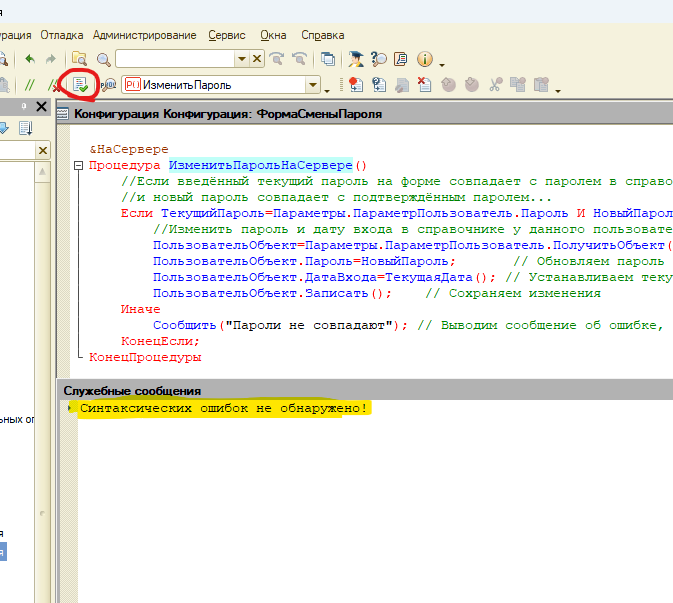 я
урация Отладка Администрирование Сервис Окна Справка
ИзменитьПароль
Конфигурация Конфигурация: ФормаСменыПароля
&НаСервере
Процедура ИзменитьПарольНаСервере()
//Если введённый текущий пароль на форме совпадает с паролем в справо
//и новый пароль совпадает с подтверждённым паролем...
Если ТекущийПароль=Параметры.ПараметрПользователь.Пароль И НовыйПарол
//Изменить пароль и дату входа в справочнике у данного пользовате
ПользовательОбъект=Параметры.ПараметрПользователь.ПолучитьОбъект(
ПользовательОбъект.Пароль=НовыйПароль; // Обновляем пароль
ПользовательОбъект.ДатаВхода=ТекущаяДата(); // Устанавливаем теку
ПользовательОбъект.Записать(); // Сохраняем изменения
Иначе
Сообщить("Пароли не совпадают"); // Выводим сообщение об ошибке,
КонецЕсли;
КонецПроцедуры
Служебные сообщения
Синтаксических ошибок не обнаружено!
ьных оп
я
я